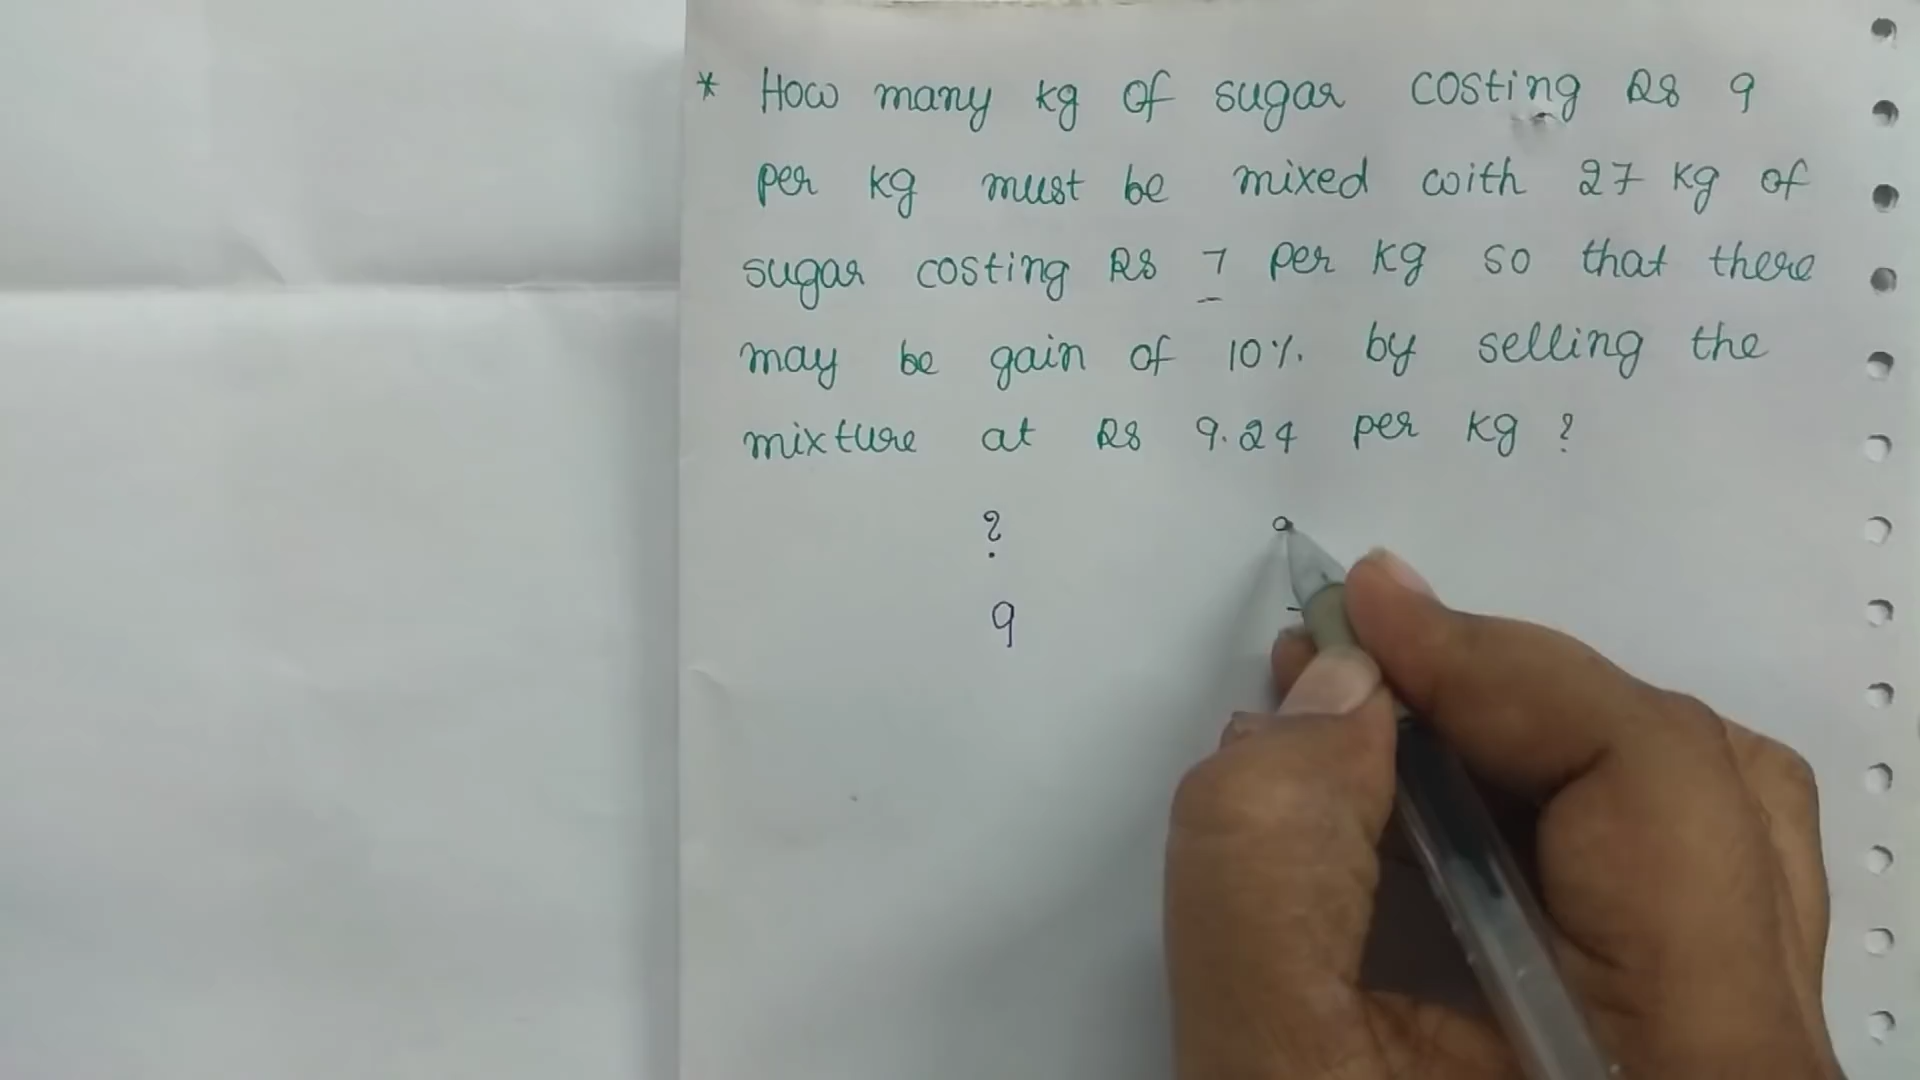 * How many kg of sugar costing Rs 9
per kg must be mixed with 27 kg of
sugar costing Rs 7 per kg so that there
may be gain of 10%. by selling the
mixture at Rs 9.24 per kg ?
?
9